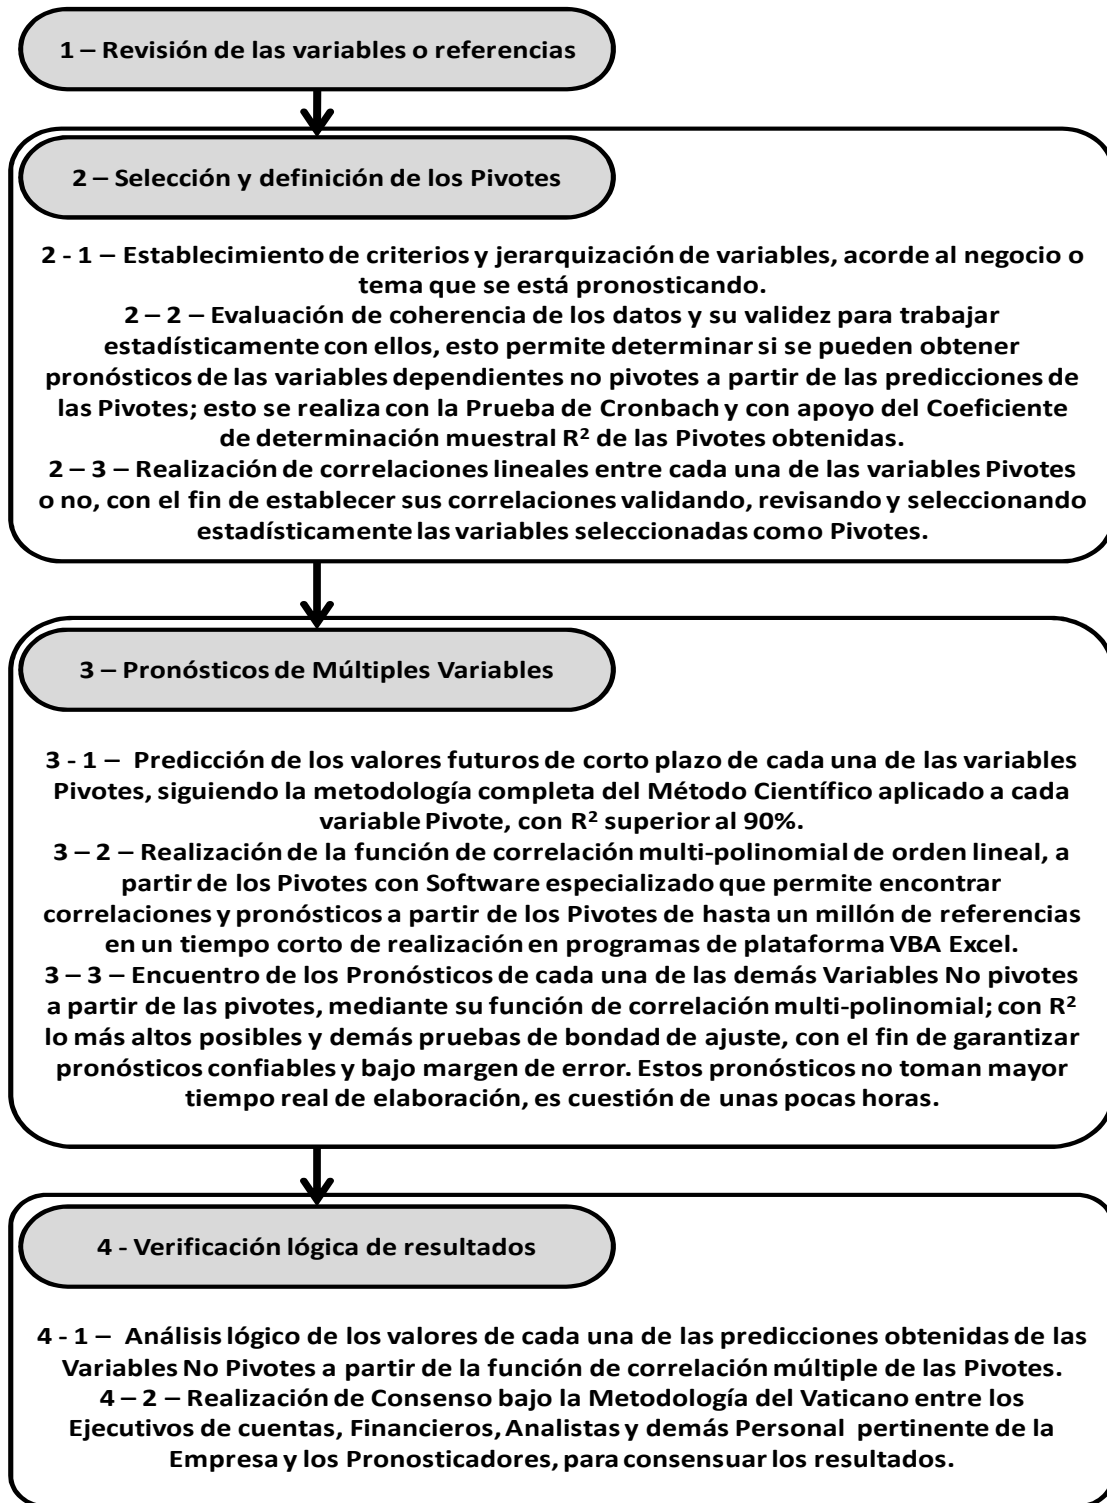 1 – Revisión de las variables o referencias
2 – Selección y definición de los Pivotes
2 - 1 – Establecimiento de criterios y jerarquización de variables, acorde al negocio o
tema que se está pronosticando.
2 – 2 – Evaluación de coherencia de los datos y su validez para trabajar
estadísticamente con ellos, esto permite determinar si se pueden obtener
pronósticos de las variables dependientes no pivotes a partir de las predicciones de
las Pivotes; esto se realiza con la Prueba de Cronbach y con apoyo del Coeficiente
de determinación muestral R² de las Pivotes obtenidas.
2 – 3 – Realización de correlaciones lineales entre cada una de las variables Pivotes
o no, con el fin de establecer sus correlaciones validando, revisando y seleccionando
estadísticamente las variables seleccionadas como Pivotes.
3 – Pronósticos de Múltiples Variables
3 - 1 – Predicción de los valores futuros de corto plazo de cada una de las variables
Pivotes, siguiendo la metodología completa del Método Científico aplicado a cada
variable Pivote, con R² superior al 90%.
3 – 2 – Realización de la función de correlación multi-polinomial de orden lineal, a
partir de los Pivotes con Software especializado que permite encontrar
correlaciones y pronósticos a partir de los Pivotes de hasta un millón de referencias
en un tiempo corto de realización en programas de plataforma VBA Excel.
3 – 3 – Encuentro de los Pronósticos de cada una de las demás Variables No pivotes
a partir de las pivotes, mediante su función de correlación multi-polinomial; con R²
lo más altos posibles y demás pruebas de bondad de ajuste, con el fin de garantizar
pronósticos confiables y bajo margen de error. Estos pronósticos no toman mayor
tiempo real de elaboración, es cuestión de unas pocas horas.
4 - Verificación lógica de resultados
4 - 1 – Análisis lógico de los valores de cada una de las predicciones obtenidas de las
Variables No Pivotes a partir de la función de correlación múltiple de las Pivotes.
4 – 2 – Realización de Consenso bajo la Metodología del Vaticano entre los
Ejecutivos de cuentas, Financieros, Analistas y demás Personal pertinente de la
Empresa y los Pronosticadores, para consensuar los resultados.